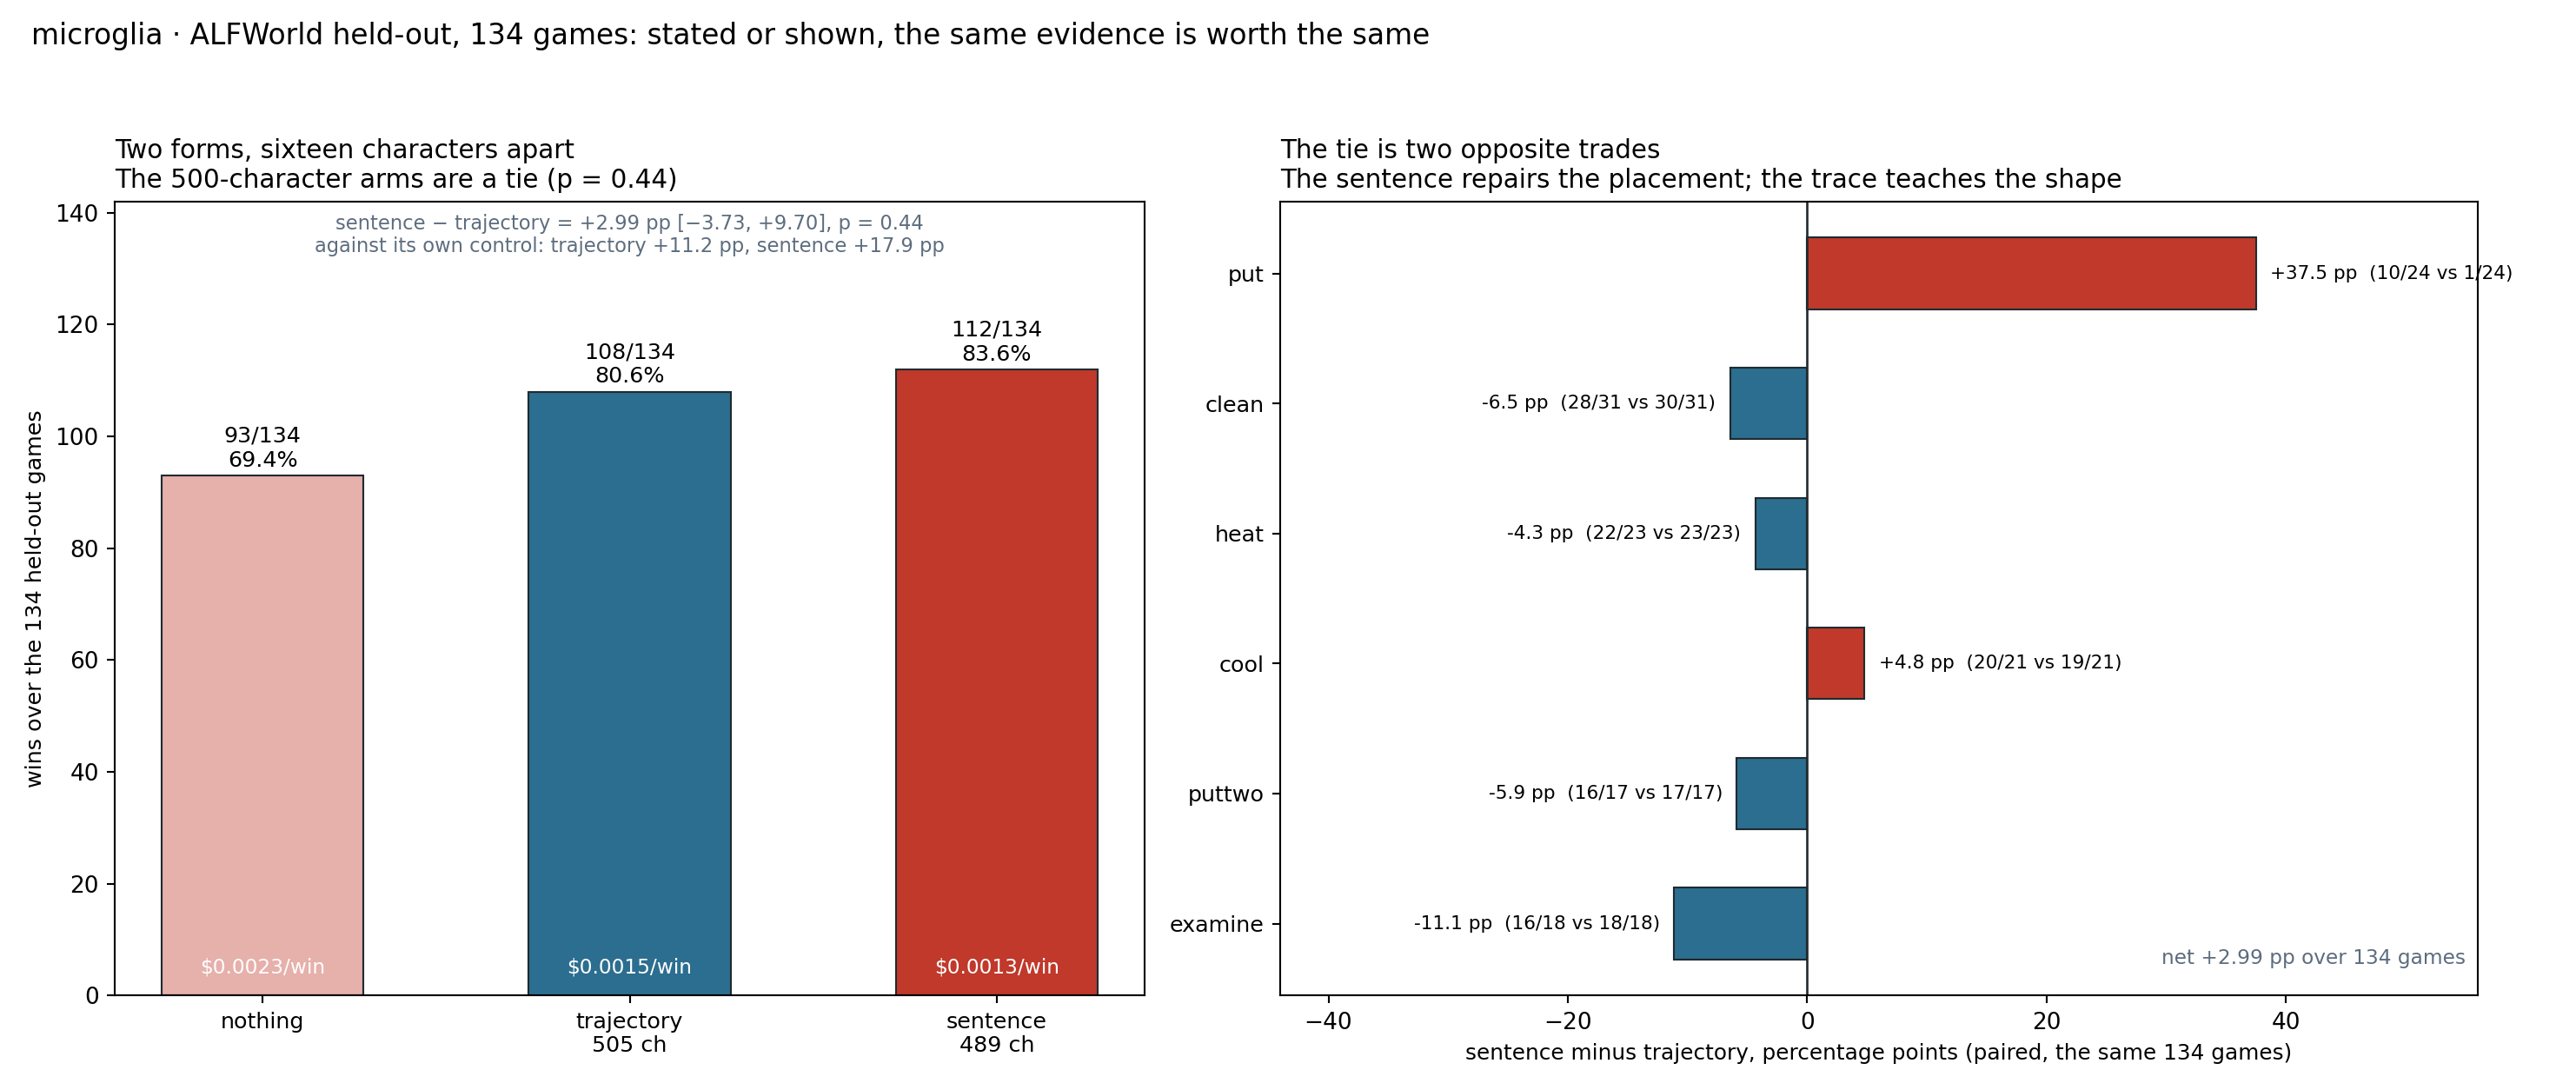 microglia · ALFWorld held-out, 134 games: stated or shown, the same evidence is worth the same
Two forms, sixteen characters apart
The 500-character arms are a tie (p = 0.44)
sentence − trajectory = +2.99 pp [−3.73, +9.70], p = 0.44
against its own control: trajectory +11.2 pp, sentence +17.9 pp
wins over the 134 held-out games
140
120
100
80
60
40
20
0
93/134
69.4%
108/134
80.6%
112/134
83.6%
$0.0023/win
$0.0015/win
$0.0013/win
nothing
trajectory
505 ch
sentence
489 ch
The tie is two opposite trades
The sentence repairs the placement; the trace teaches the shape
put
+37.5 pp (10/24 vs 1/24)
clean
-6.5 pp (28/31 vs 30/31)
heat
-4.3 pp (22/23 vs 23/23)
cool
+4.8 pp (20/21 vs 19/21)
puttwo
-5.9 pp (16/17 vs 17/17)
examine
-11.1 pp (16/18 vs 18/18)
net +2.99 pp over 134 games
−40
−20
0
20
40
sentence minus trajectory, percentage points (paired, the same 134 games)